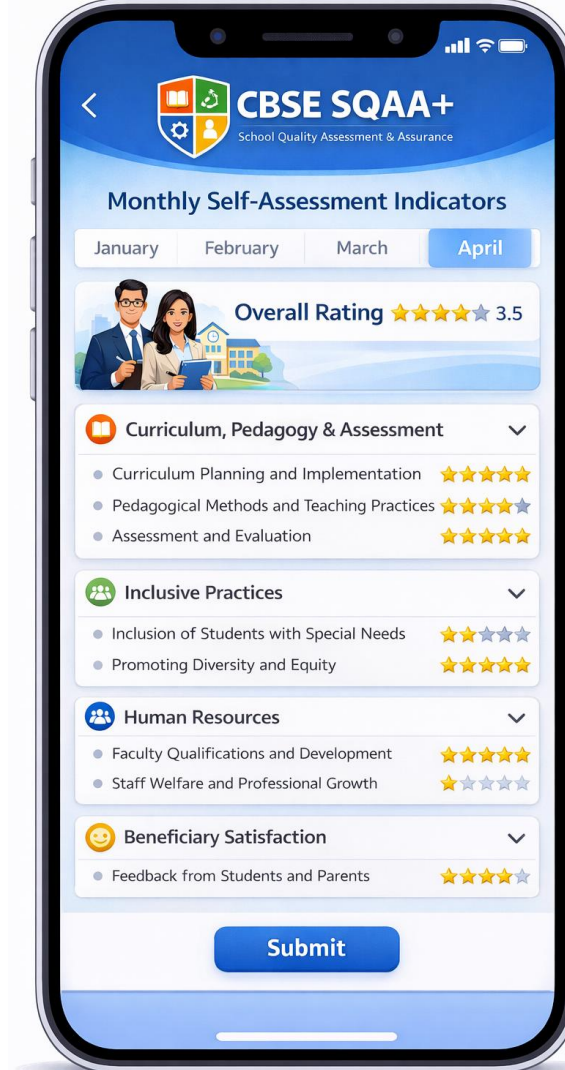 CBSE SQAA+
School Quality Assessment & Assurance
Monthly Self-Assessment Indicators
January February March April
Overall Rating 3.5
Curriculum, Pedagogy & Assessment
Curriculum Planning and Implementation
Pedagogical Methods and Teaching Practices
Assessment and Evaluation
Inclusive Practices
Inclusion of Students with Special Needs
Promoting Diversity and Equity
Human Resources
Faculty Qualifications and Development
Staff Welfare and Professional Growth
Beneficiary Satisfaction
Feedback from Students and Parents
Submit